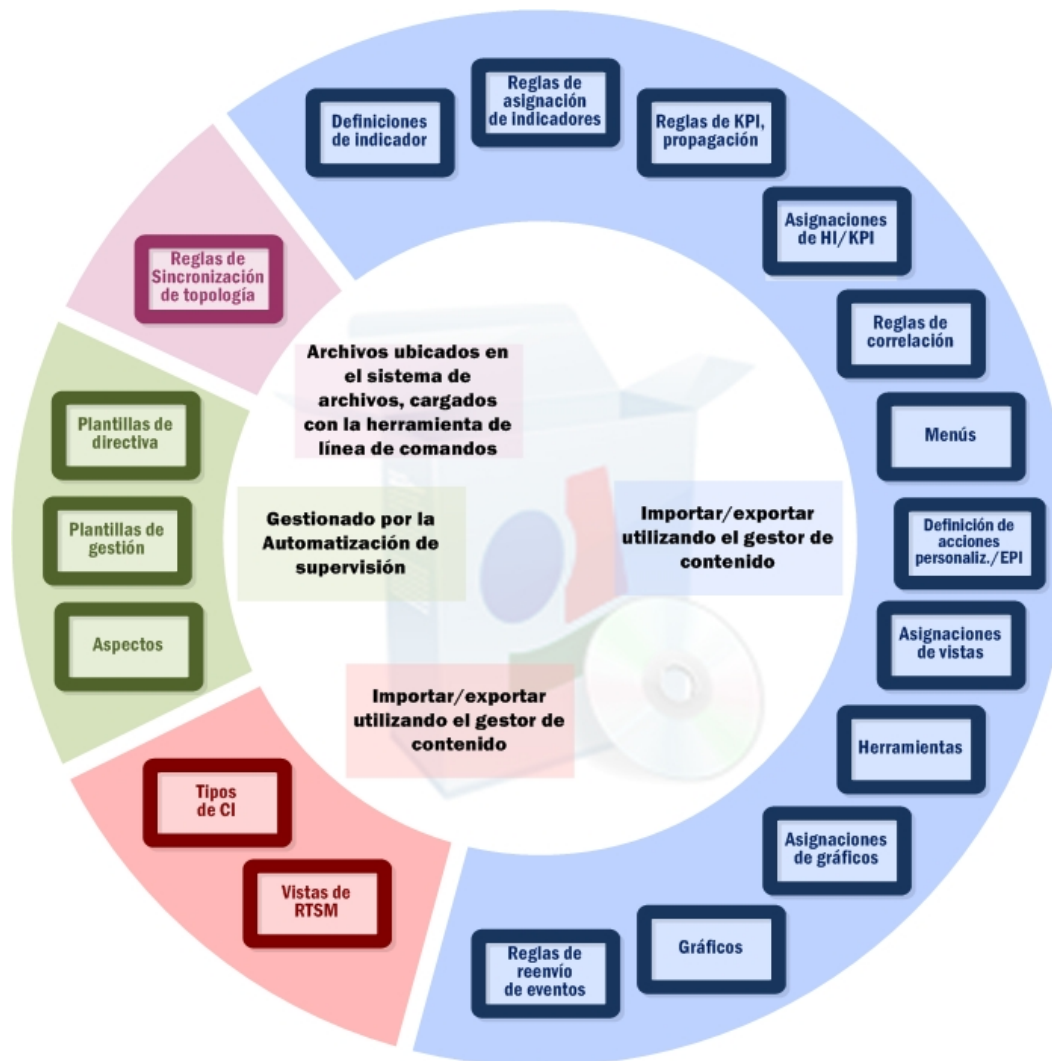 Definiciones
de indicador
Reglas de
asignación
de indicadores
Reglas de KPI,
propagación
Asignaciones
de HI/KPI
Reglas de
correlación
Menús
Definición de
acciones
personaliz./EPI
Asignaciones
de vistas
Herramientas
Asignaciones
de gráficos
Gráficos
Reglas de
reenvío
de eventos
Vistas de
RTSM
Tipos
de CI
Aspectos
Plantillas de
gestión
Plantillas de
directiva
Reglas de
Sincronización
de topología
Archivos ubicados en
el sistema de
archivos, cargados
con la herramienta de
línea de comandos
Gestionado por la
Automatización de
supervisión
Importar/exportar
utilizando el gestor de
contenido
Importar/exportar
utilizando el gestor de
contenido